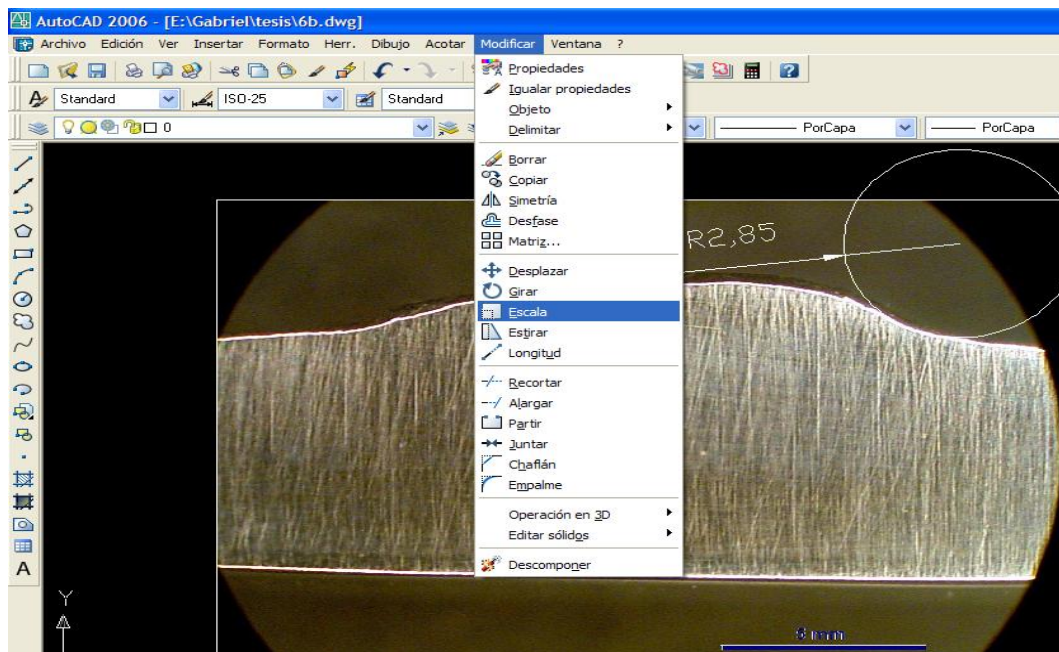 AutoCAD 2006 - [E:\Gabriel\tesis\6b.dwg]
Archivo Edición Ver Insertar Formato Herr. Dibujo Acotar Modificar Ventana ?
Standard ISO-25 Standard
0 PorCapa PorCapa
Propiedades
Igualar propiedades
Objeto
Delimitar
Borrar
Copiar
Simetría
Desfase
Matriz...
Desplazar
Girar
Escala
Estirar
Longitud
Recortar
Alargar
Partir
Juntar
Chaflán
Empalme
Operación en 3D
Editar sólidos
Descomponer
R2,85
A
Y